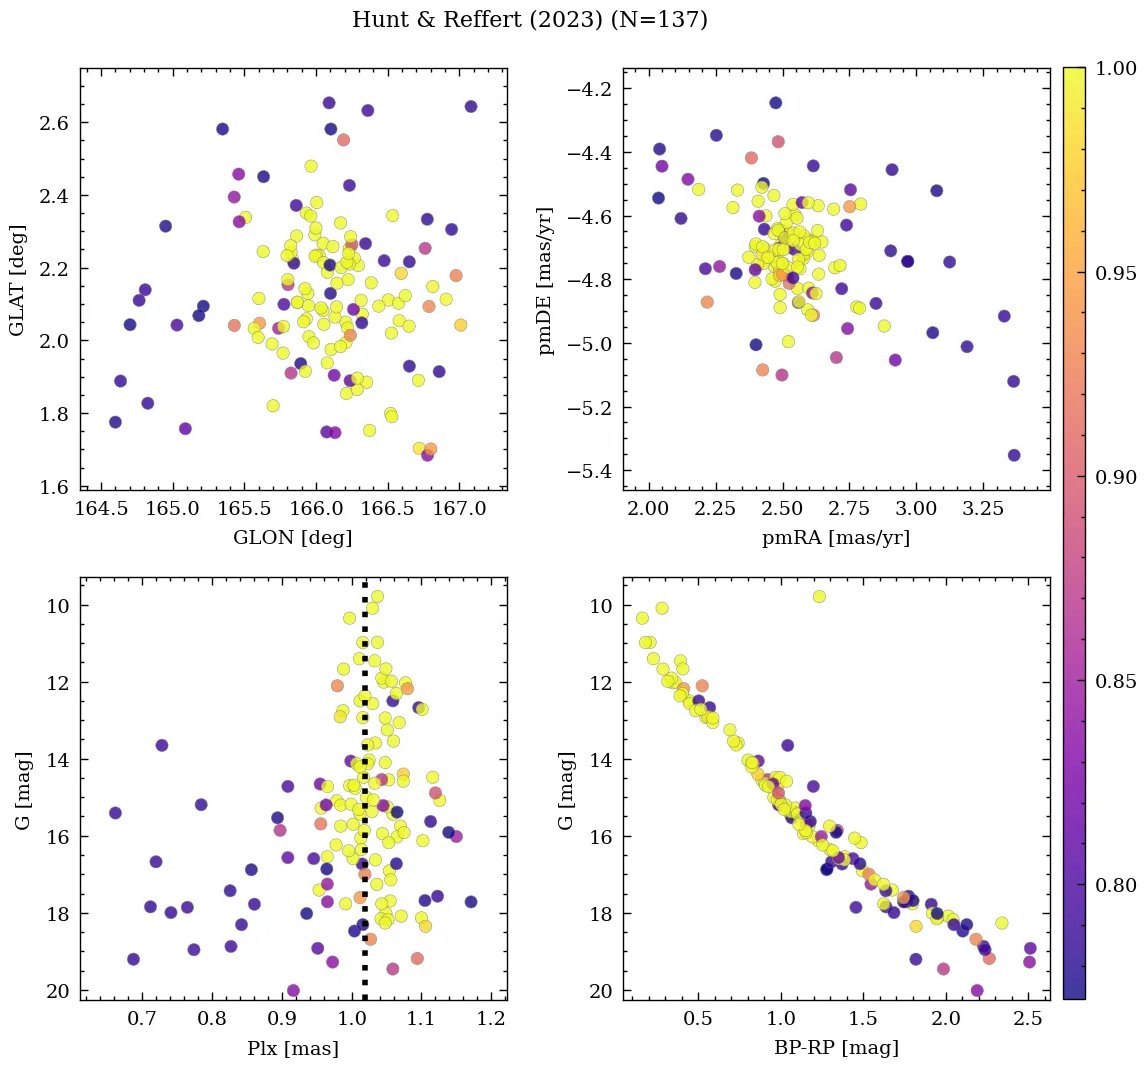 Hunt & Reffert (2023) (N=137)
2.6
2.4
2.2
2.0
1.8
1.6
GLAT [deg]
164.5 165.0 165.5 166.0 166.5 167.0
GLON [deg]
−4.2
−4.4
−4.6
−4.8
−5.0
−5.2
−5.4
pmDE [mas/yr]
2.00 2.25 2.50 2.75 3.00 3.25
pmRA [mas/yr]
10
12
14
16
18
20
G [mag]
0.7 0.8 0.9 1.0 1.1 1.2
Plx [mas]
10
12
14
16
18
20
G [mag]
0.5 1.0 1.5 2.0 2.5
BP-RP [mag]
1.00
0.95
0.90
0.85
0.80